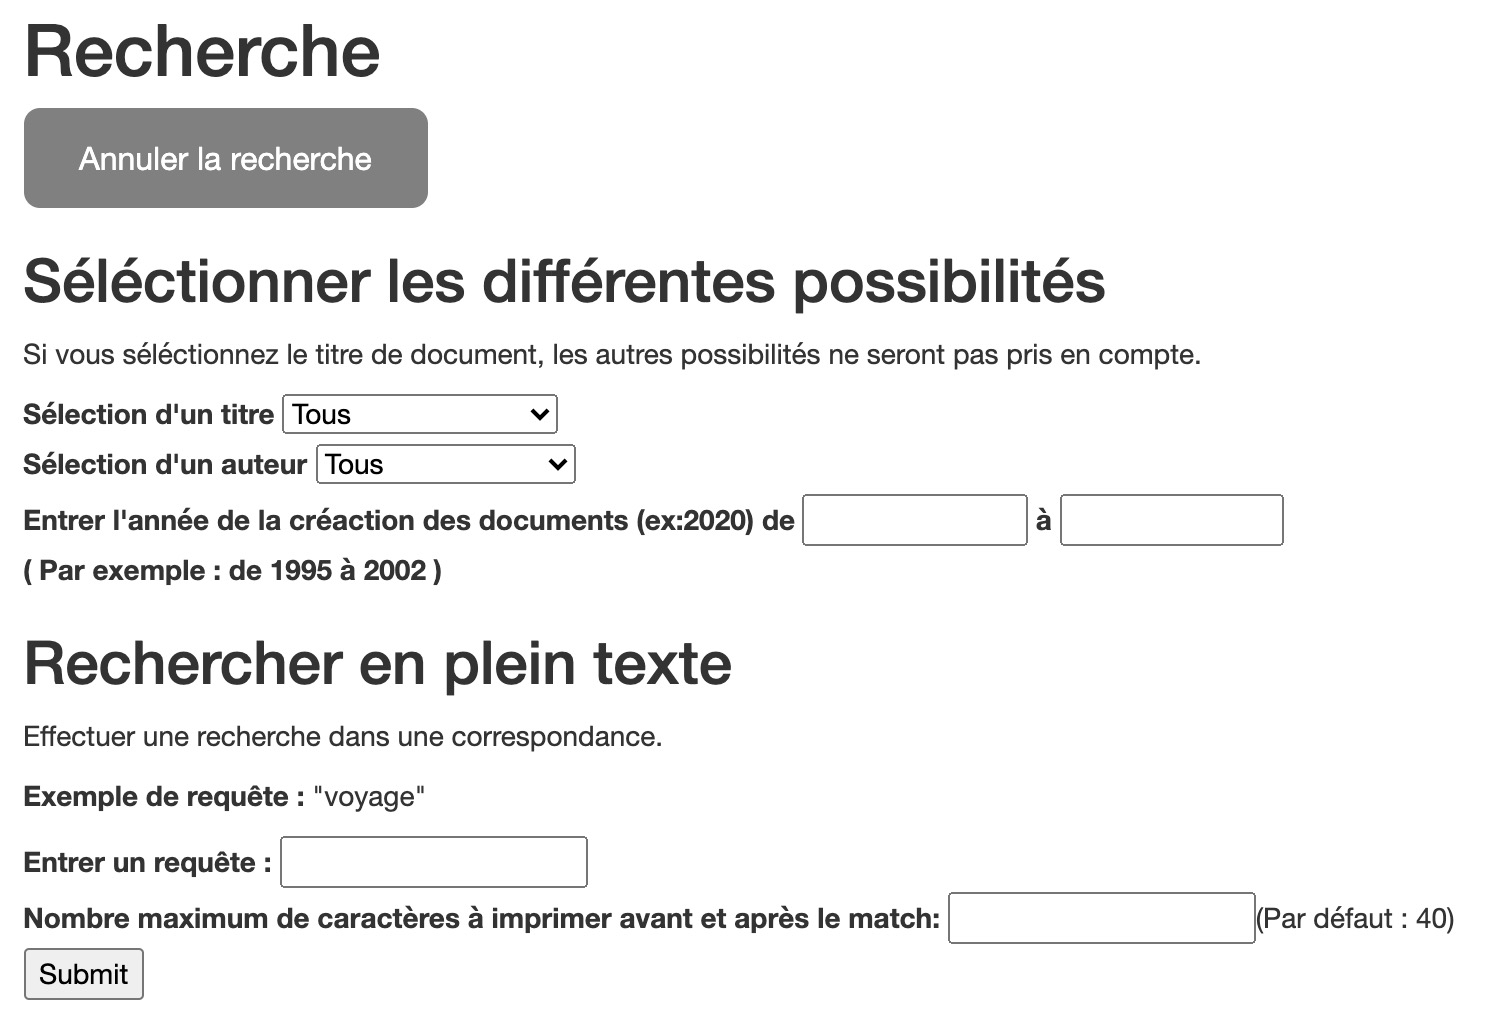 Recherche
Annuler la recherche
Séléctionner les différentes possibilités
Si vous séléctionnez le titre de document, les autres possibilités ne seront pas pris en compte.
Sélection d'un titre Tous
Sélection d'un auteur Tous
Entrer l'année de la créaction des documents (ex:2020) de à
( Par exemple : de 1995 à 2002 )
Rechercher en plein texte
Effectuer une recherche dans une correspondance.
Exemple de requête : "voyage"
Entrer un requête :
Nombre maximum de caractères à imprimer avant et après le match: (Par défaut : 40)
Submit